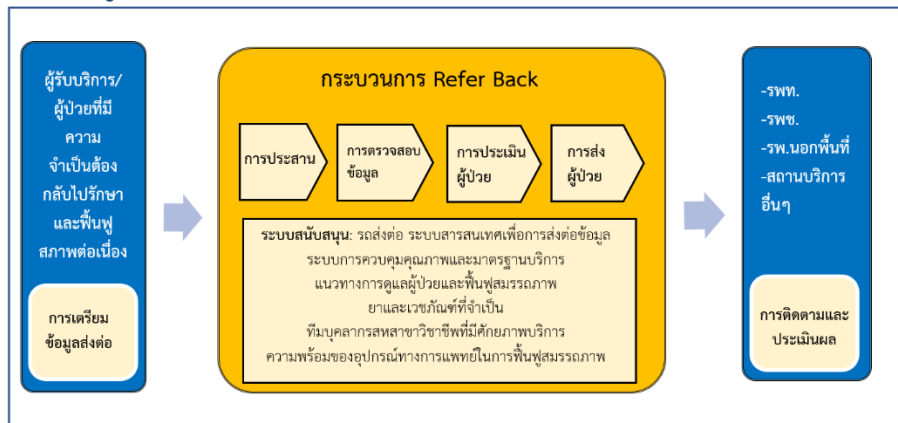 ผู้รับบริการ/
ผู้ป่วยที่มี
ความ
จำเป็นต้อง
กลับไปรักษา
และฟื้นฟู
สภาพต่อเนื่อง
การเตรียม
ข้อมูลส่งต่อ
กระบวนการ Refer Back
การประสาน
การตรวจสอบ
ข้อมูล
การประเมิน
ผู้ป่วย
การส่ง
ผู้ป่วย
ระบบสนับสนุน: รถส่งต่อ ระบบสารสนเทศเพื่อการส่งต่อข้อมูล
ระบบการควบคุมคุณภาพและมาตรฐานบริการ
แนวทางการดูแลผู้ป่วยและฟื้นฟูสมรรถภาพ
ยาและเวชภัณฑ์ที่จำเป็น
ทีมบุคลากรสหสาขาวิชาชีพที่มีศักยภาพบริการ
ความพร้อมของอุปกรณ์ทางการแพทย์ในการฟื้นฟูสมรรถภาพ
-รพท.
-รพช.
-รพ.นอกพื้นที่
-สถานบริการ
อื่นๆ
การติดตามและ
ประเมินผล